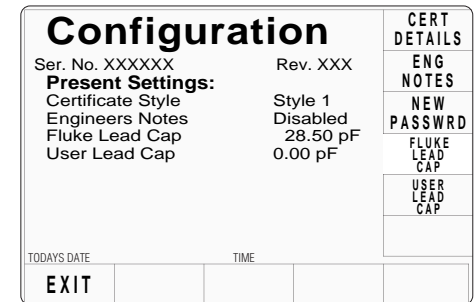 Configuration
Ser. No. XXXXXX Rev. XXX
Present Settings:
Certificate Style Style 1
Engineers Notes Disabled
Fluke Lead Cap 28.50 pF
User Lead Cap 0.00 pF
TODAYS DATE TIME
EXIT
CERT
DETAILS
ENG
NOTES
NEW
PASSWRD
FLUKE
LEAD
CAP
USER
LEAD
CAP